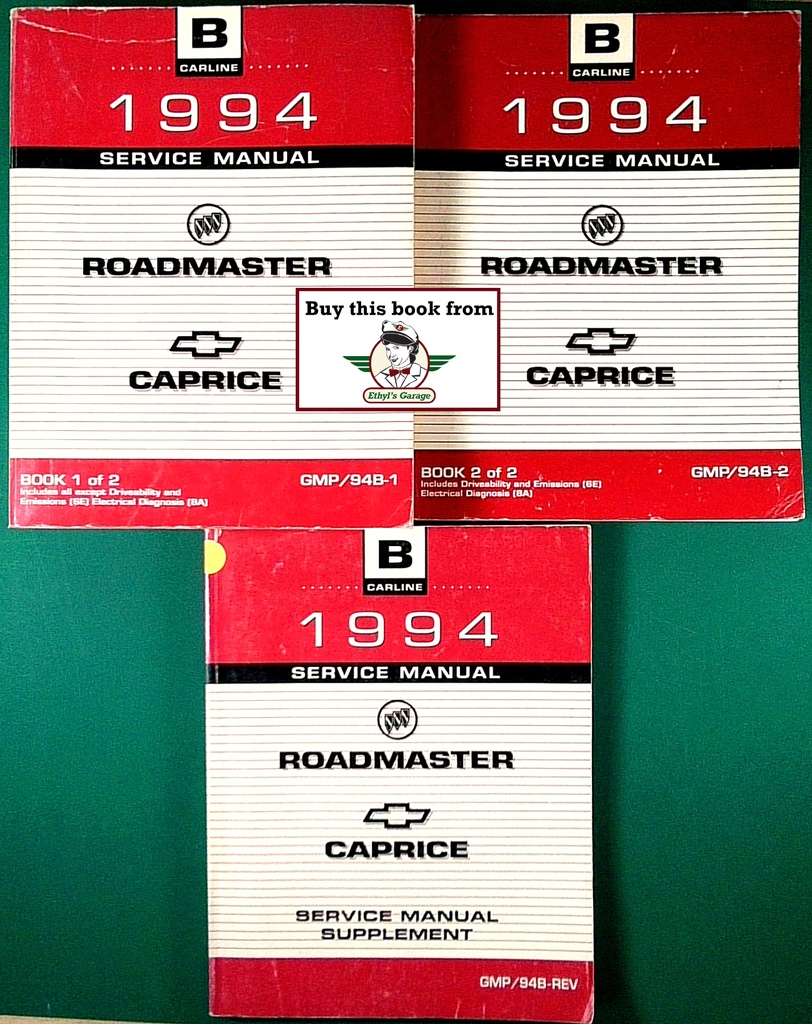 B
CARLINE
1994
SERVICE MANUAL
ROADMASTER
CAPRICE
BOOK 1 of 2
Includes all except Driveability and
Emissions (6E) Electrical Diagnosis (8A)
GMP/94B-1
B
CARLINE
1994
SERVICE MANUAL
ROADMASTER
CAPRICE
BOOK 2 of 2
Includes Driveability and Emissions (6E)
Electrical Diagnosis (8A)
GMP/94B-2
Buy this book from
Ethyl's Garage
B
CARLINE
1994
SERVICE MANUAL
ROADMASTER
CAPRICE
SERVICE MANUAL
SUPPLEMENT
GMP/94B-REV